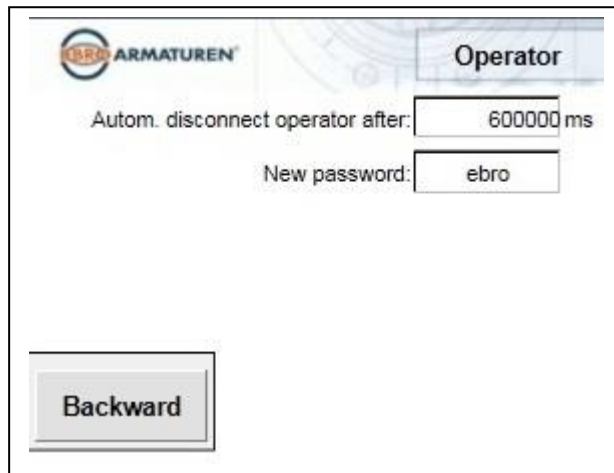 EBRO ARMATUREN
Operator
Autom. disconnect operator after: 600000 ms
New password: ebro
Backward